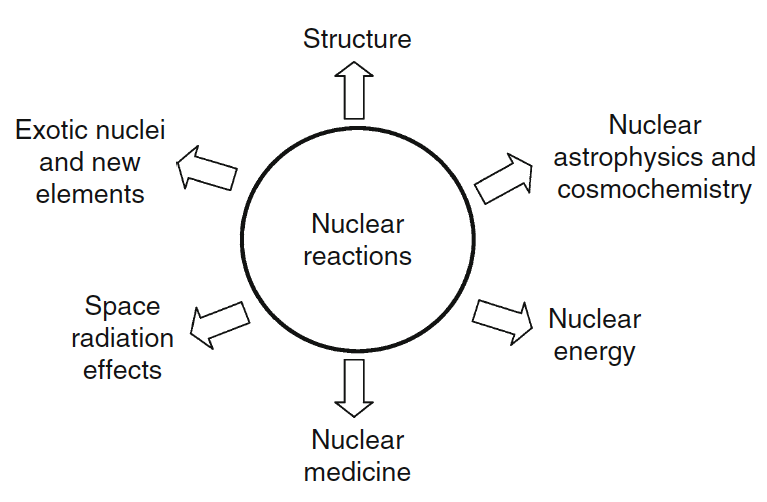 Structure
Exotic nuclei
and new
elements
Nuclear
astrophysics and
cosmochemistry
Nuclear
reactions
Space
radiation
effects
Nuclear
energy
Nuclear
medicine